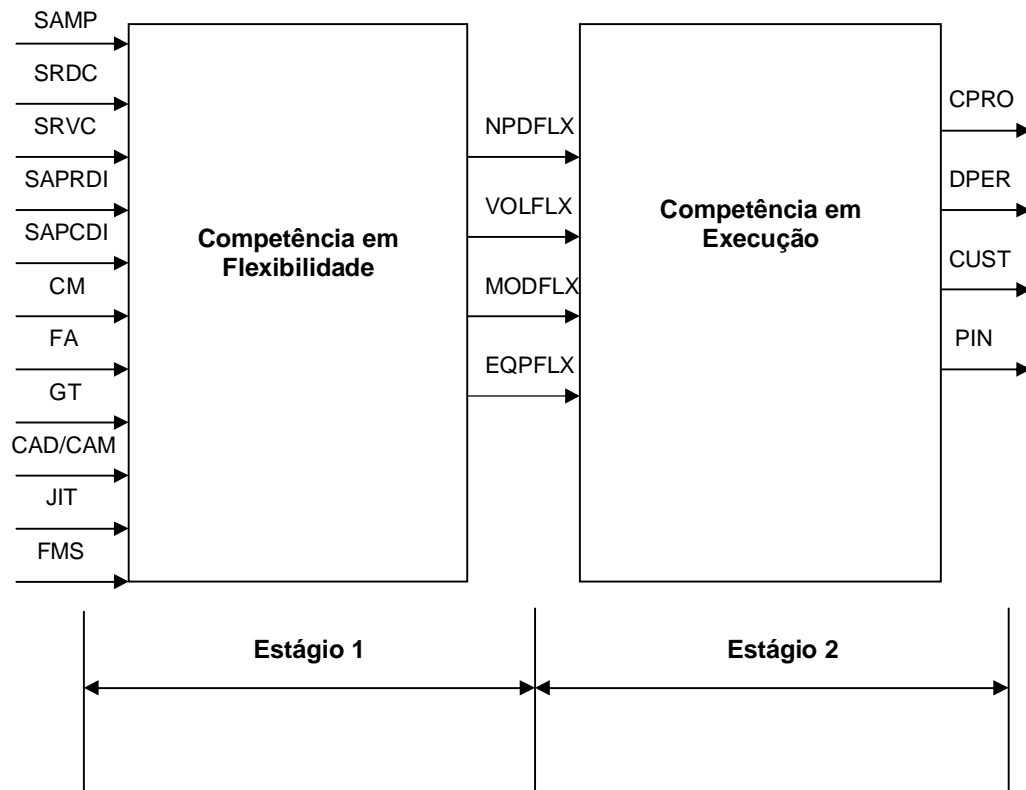 SAMP
SRDC
SRVC
SAPRDI
SAPCDI
CM
FA
GT
CAD/CAM
JIT
FMS
Competência em
Flexibilidade
NPDFLX
VOLFLX
MODFLX
EQPFLX
Competência em
Execução
CPRO
DPER
CUST
PIN
Estágio 1
Estágio 2